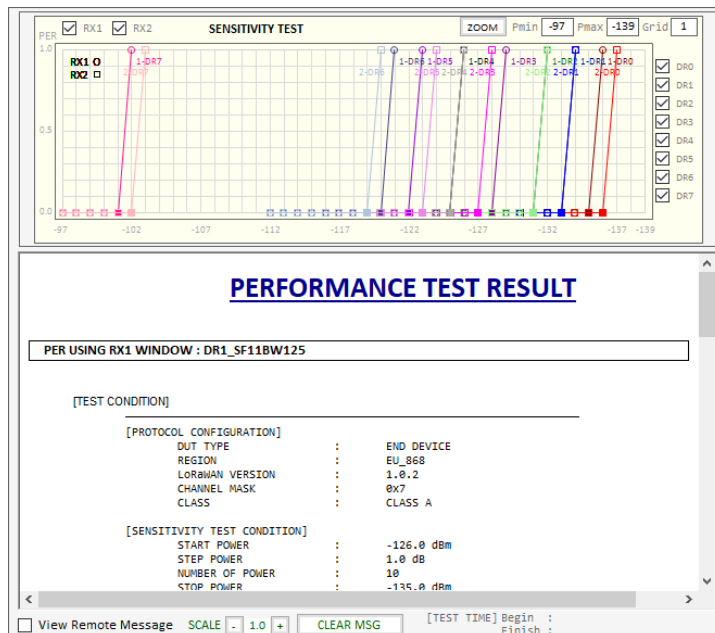 RX1 RX2 SENSITIVITY TEST ZOOM Pmin -97 Pmax -139 Grid 1
PER
1.0
RX1 O 1-DR7 1-DR6 1-DR5 1-DR4 1-DR3 1-DR2 1-DR1 1-DR0
RX2 2-DR7 2-DR6 2-DR5 2-DR4 2-DR3 2-DR2 2-DR1 2-DR0
DR0
DR1
DR2
0.5 DR3
DR4
DR5
DR6
DR7
0.0
-97 -102 -107 -112 -117 -122 -127 -132 -137 -139
PERFORMANCE TEST RESULT
PER USING RX1 WINDOW : DR1_SF11BW125
[TEST CONDITION]
[PROTOCOL CONFIGURATION]
DUT TYPE : END DEVICE
REGION : EU_868
LoRaWAN VERSION : 1.0.2
CHANNEL MASK : 0x7
CLASS : CLASS A
[SENSITIVITY TEST CONDITION]
START POWER : -126.0 dBm
STEP POWER : 1.0 dB
NUMBER OF POWER : 10
STOP POWER : -135.0 dBm
View Remote Message SCALE - 1.0 + CLEAR MSG [TEST TIME] Begin :
Finish :